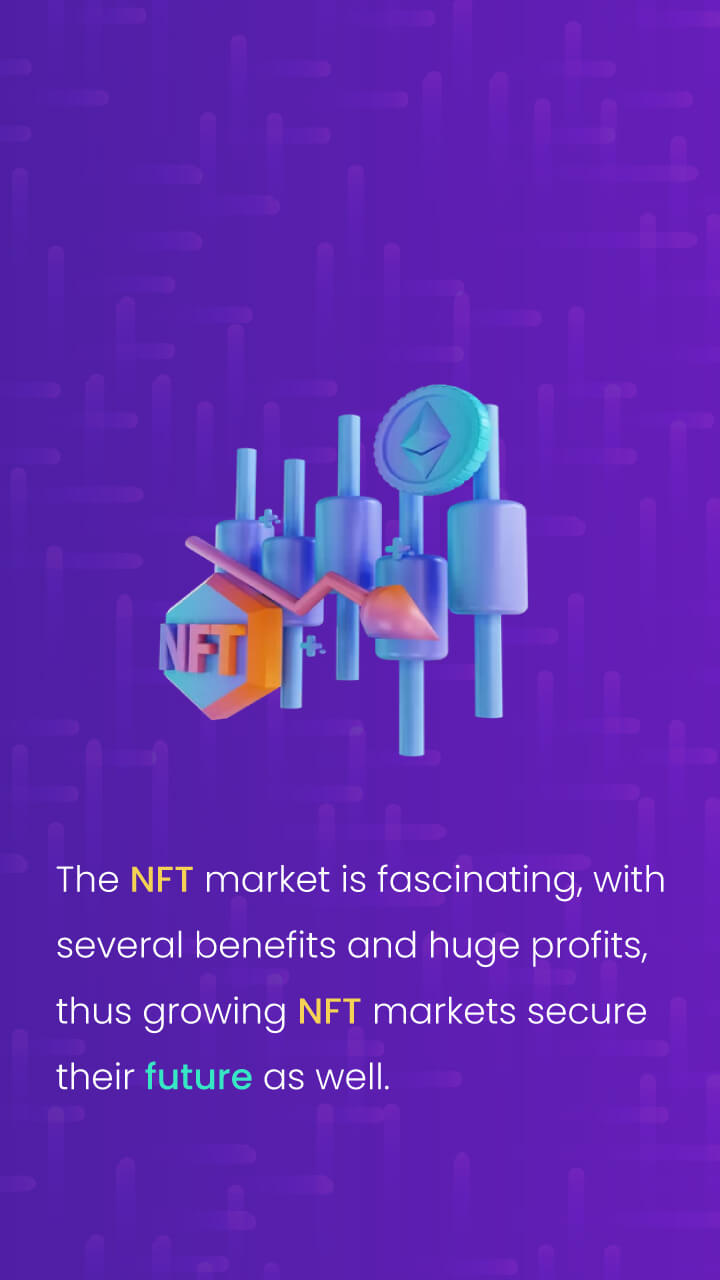 NFT
The NFT market is fascinating, with
several benefits and huge profits,
thus growing NFT markets secure
their future as well.